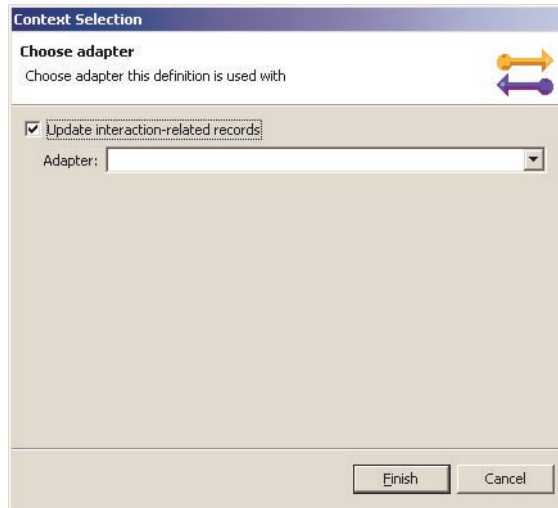 Context Selection
Choose adapter
Choose adapter this definition is used with
Update interaction-related records
Adapter:
Finish
Cancel